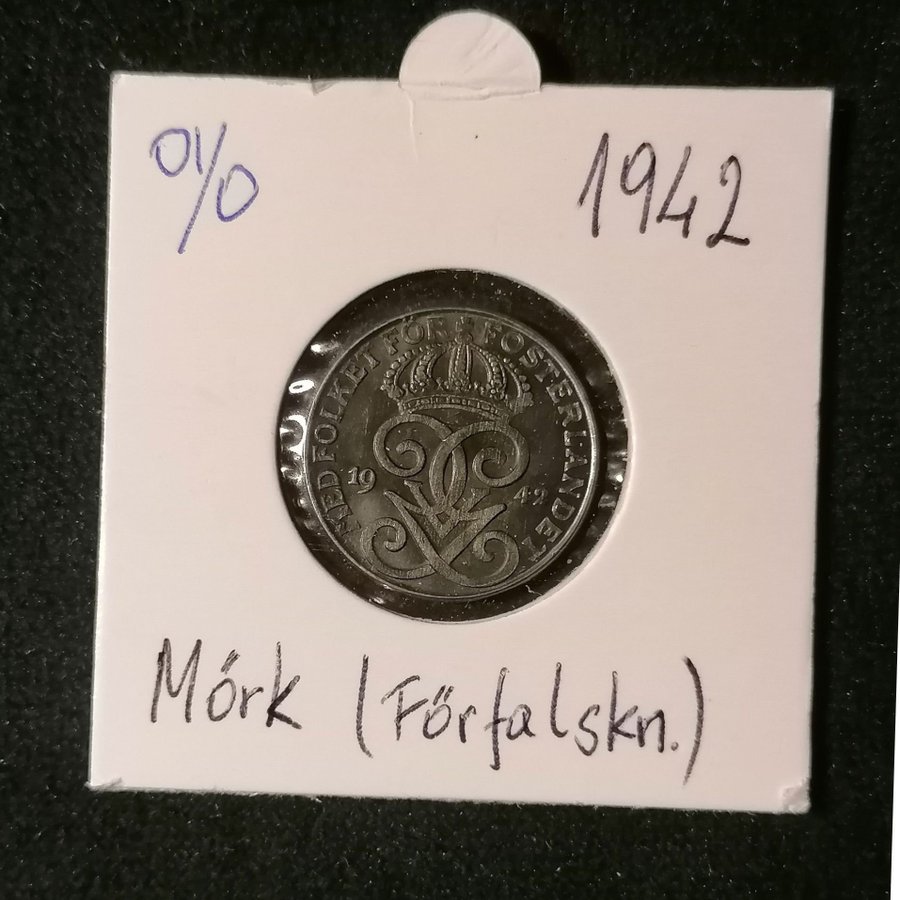 01/0
1942
MED FOLKET FÖR FOSTERLANDET
19 42
Mörk (Förfalskn.)